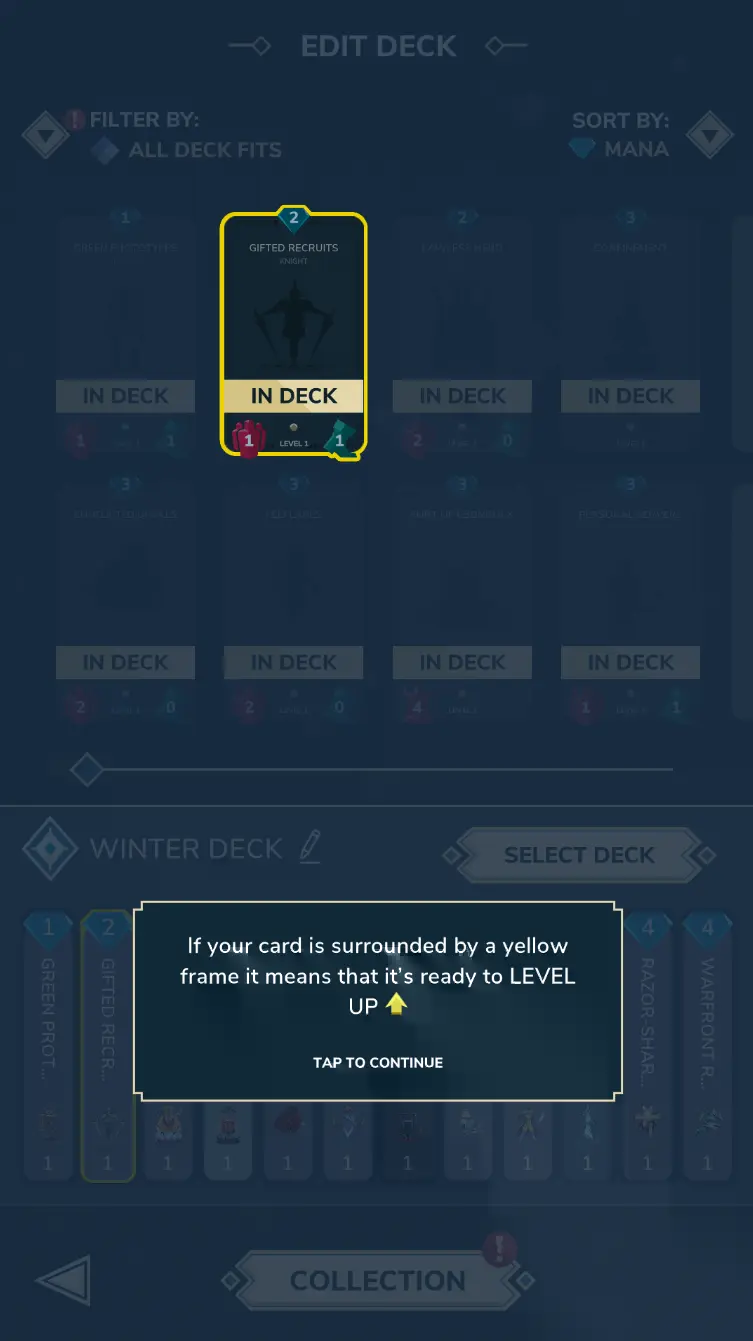 EDIT DECK
FILTER BY:
ALL DECK FITS
SORT BY:
MANA
1
2
2
3
GIFTED RECRUITS
KNIGHT
IN DECK
IN DECK
IN DECK
IN DECK
1
LEVEL 1
1
1
LEVEL 1
1
2
0
3
3
3
3
IN DECK
IN DECK
IN DECK
IN DECK
2
0
2
0
4
1
1
WINTER DECK
SELECT DECK
1
2
4
4
GREEN PROT...
GIFTED RECR...
RAZOR-SHAR...
WARFRONT R...
If your card is surrounded by a yellow
frame it means that it's ready to LEVEL
UP
TAP TO CONTINUE
1
1
1
1
1
1
1
1
1
1
1
1
COLLECTION